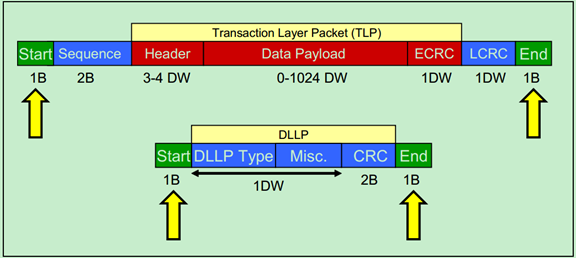 Transaction Layer Packet (TLP)
Start Sequence Header Data Payload ECRC LCRC End
1B 2B 3-4 DW 0-1024 DW 1DW 1DW 1B
DLLP
Start DLLP Type Misc. CRC End
1B 1DW 2B 1B